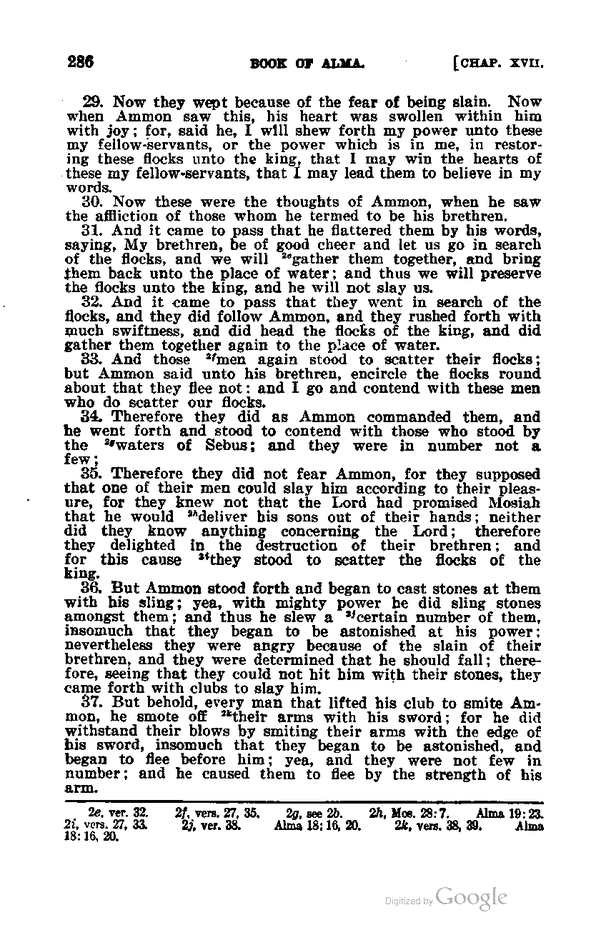 286 BOOK OF ALMA. [CHAP. XVII.
29. Now they wept because of the fear of being slain. Now
when Ammon saw this, his heart was swollen within him
with joy; for, said he, I will shew forth my power unto these
my fellow-servants, or the power which is in me, in restor-
ing these flocks unto the king, that I may win the hearts of
these my fellow-servants, that I may lead them to believe in my
words.
30. Now these were the thoughts of Ammon, when he saw
the affliction of those whom he termed to be his brethren.
31. And it came to pass that he flattered them by his words,
saying, My brethren, be of good cheer and let us go in search
of the flocks, and we will 2egather them together, and bring
them back unto the place of water; and thus we will preserve
the flocks unto the king, and he will not slay us.
32. And it came to pass that they went in search of the
flocks, and they did follow Ammon, and they rushed forth with
much swiftness, and did head the flocks of the king, and did
gather them together again to the place of water.
33. And those 2fmen again stood to scatter their flocks;
but Ammon said unto his brethren, encircle the flocks round
about that they flee not: and I go and contend with these men
who do scatter our flocks.
34. Therefore they did as Ammon commanded them, and
he went forth and stood to contend with those who stood by
the 2gwaters of Sebus; and they were in number not a
few;
35. Therefore they did not fear Ammon, for they supposed
that one of their men could slay him according to their pleas-
ure, for they knew not that the Lord had promised Mosiah
that he would 2hdeliver his sons out of their hands; neither
did they know anything concerning the Lord; therefore
they delighted in the destruction of their brethren; and
for this cause 2ithey stood to scatter the flocks of the
king.
36. But Ammon stood forth and began to cast stones at them
with his sling; yea, with mighty power he did sling stones
amongst them; and thus he slew a 2jcertain number of them,
insomuch that they began to be astonished at his power;
nevertheless they were angry because of the slain of their
brethren, and they were determined that he should fall; there-
fore, seeing that they could not hit him with their stones, they
came forth with clubs to slay him.
37. But behold, every man that lifted his club to smite Am-
mon, he smote off 2ktheir arms with his sword; for he did
withstand their blows by smiting their arms with the edge of
his sword, insomuch that they began to be astonished, and
began to flee before him; yea, and they were not few in
number; and he caused them to flee by the strength of his
arm.
2e, ver. 32. 2f, vers. 27, 35. 2g, see 2b. 2h, Mos. 28:7. Alma 19:23.
2i, vers. 27, 33. 2j, ver. 38. Alma 18:16, 20. 2k, vers. 38, 39. Alma
18:16, 20.
Digitized by Google